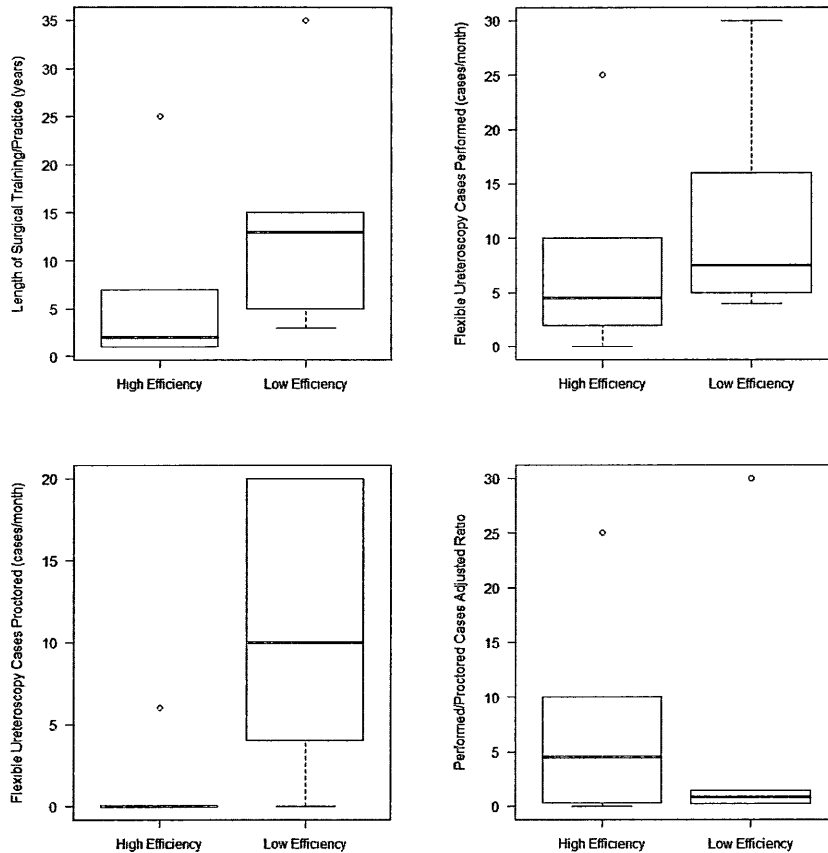 Length of Surgical Training/Practice (years)
35
30
25
20
15
10
5
0
High Efficiency
Low Efficiency
Flexible Ureteroscopy Cases Performed (cases/month)
30
25
20
15
10
5
0
High Efficiency
Low Efficiency
Flexible Ureteroscopy Cases Proctored (cases/month)
20
15
10
5
0
High Efficiency
Low Efficiency
Performed/Proctored Cases Adjusted Ratio
30
25
20
15
10
5
0
High Efficiency
Low Efficiency